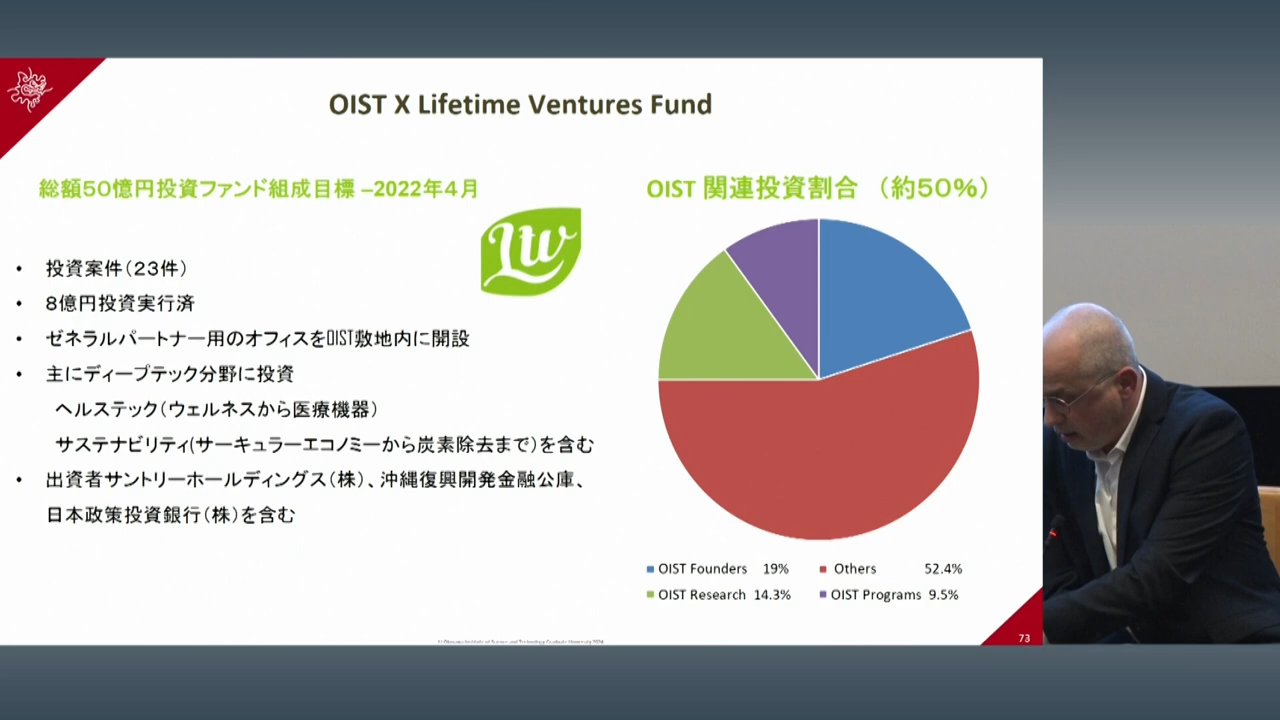 OIST X Lifetime Ventures Fund
総額50億円投資ファンド組成目標 –2022年4月
Ltv
• 投資案件(23件)
• 8億円投資実行済
• ゼネラルパートナー用のオフィスをOIST敷地内に開設
• 主にディープテック分野に投資
ヘルステック(ウェルネスから医療機器)
サステナビリティ(サーキュラーエコノミーから炭素除去まで)を含む
• 出資者サントリーホールディングス(株)、沖縄復興開発金融公庫、
日本政策投資銀行(株)を含む
OIST 関連投資割合 (約50%)
OIST Founders 19%
Others 52.4%
OIST Research 14.3%
OIST Programs 9.5%
73